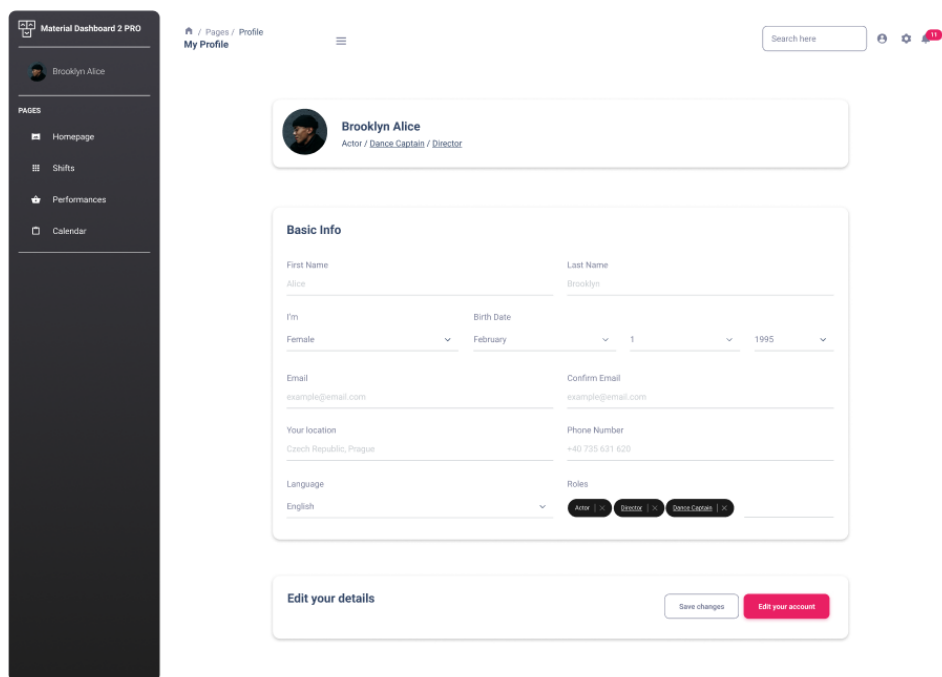 Material Dashboard 2 PRO
Brooklyn Alice
PAGES
Homepage
Shifts
Performances
Calendar
/ Pages / Profile
My Profile
Search here
11
Brooklyn Alice
Actor / Dance Captain / Director
Basic Info
First Name
Last Name
Alice
Brooklyn
I'm
Birth Date
Female
February
1
1995
Email
Confirm Email
example@email.com
example@email.com
Your location
Phone Number
Czech Republic, Prague
+40 735 631 620
Language
Roles
English
Actor
Director
Dance Captain
Edit your details
Save changes
Edit your account